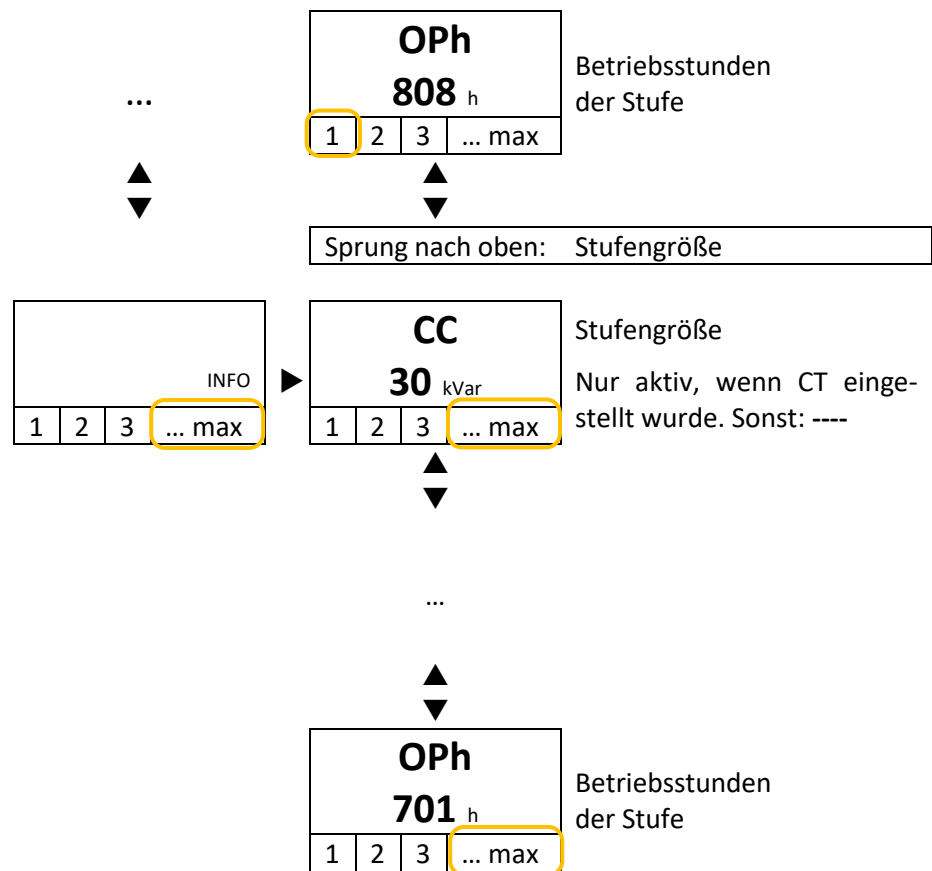 OPh
808 h
1 2 3 ... max
Betriebsstunden
der Stufe
...
Sprung nach oben: Stufengröße
INFO
1 2 3 ... max
CC
30 kVar
1 2 3 ... max
Stufengröße
Nur aktiv, wenn CT einge-
stellt wurde. Sonst: ----
...
OPh
701 h
1 2 3 ... max
Betriebsstunden
der Stufe